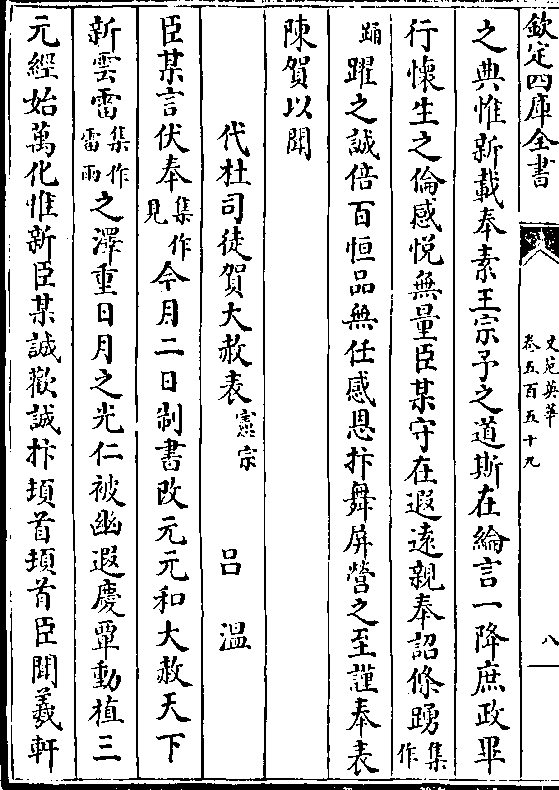 欽定四庫全書
文苑英華
卷五百五十九
八
之典惟新載奉素王宗予之道斯在綸言一降庶政畢
行懷生之倫感悦無量臣某守在遐遠親奉詔條踴集作
踊躍之誠倍百恒品無任感恩抃舞屏營之至謹奉表
陳賀以聞
代杜司徒賀大赦表憲宗 吕温
臣某言伏奉集作見今月二日制書改元元和大赦天下
新雲雷集作雷雨之澤重日月之光仁被幽遐慶覃動植三
元經始萬化惟新臣某誠歡誠抃頓首頓首臣聞羲軒